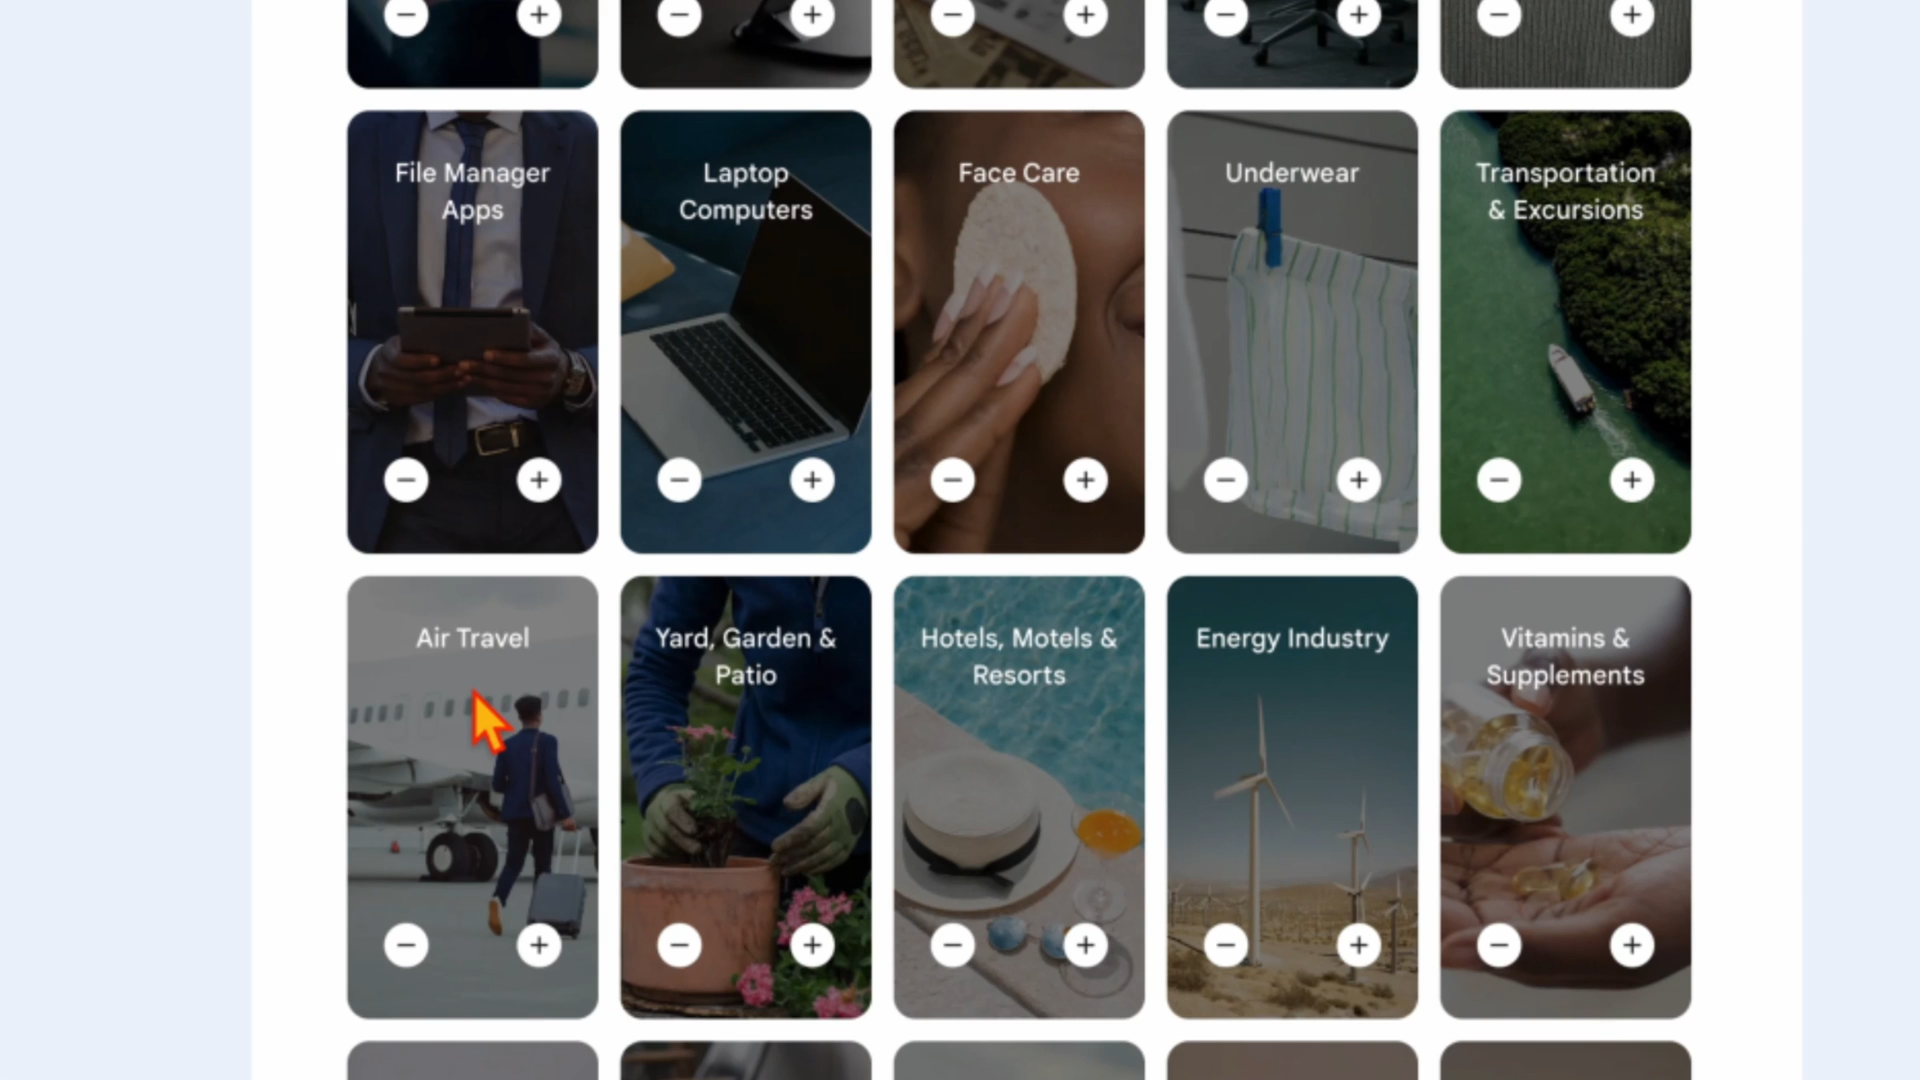 File Manager
Apps
Laptop
Computers
Face Care
Underwear
Transportation
& Excursions
Air Travel
Yard, Garden &
Patio
Hotels, Motels &
Resorts
Energy Industry
Vitamins &
Supplements